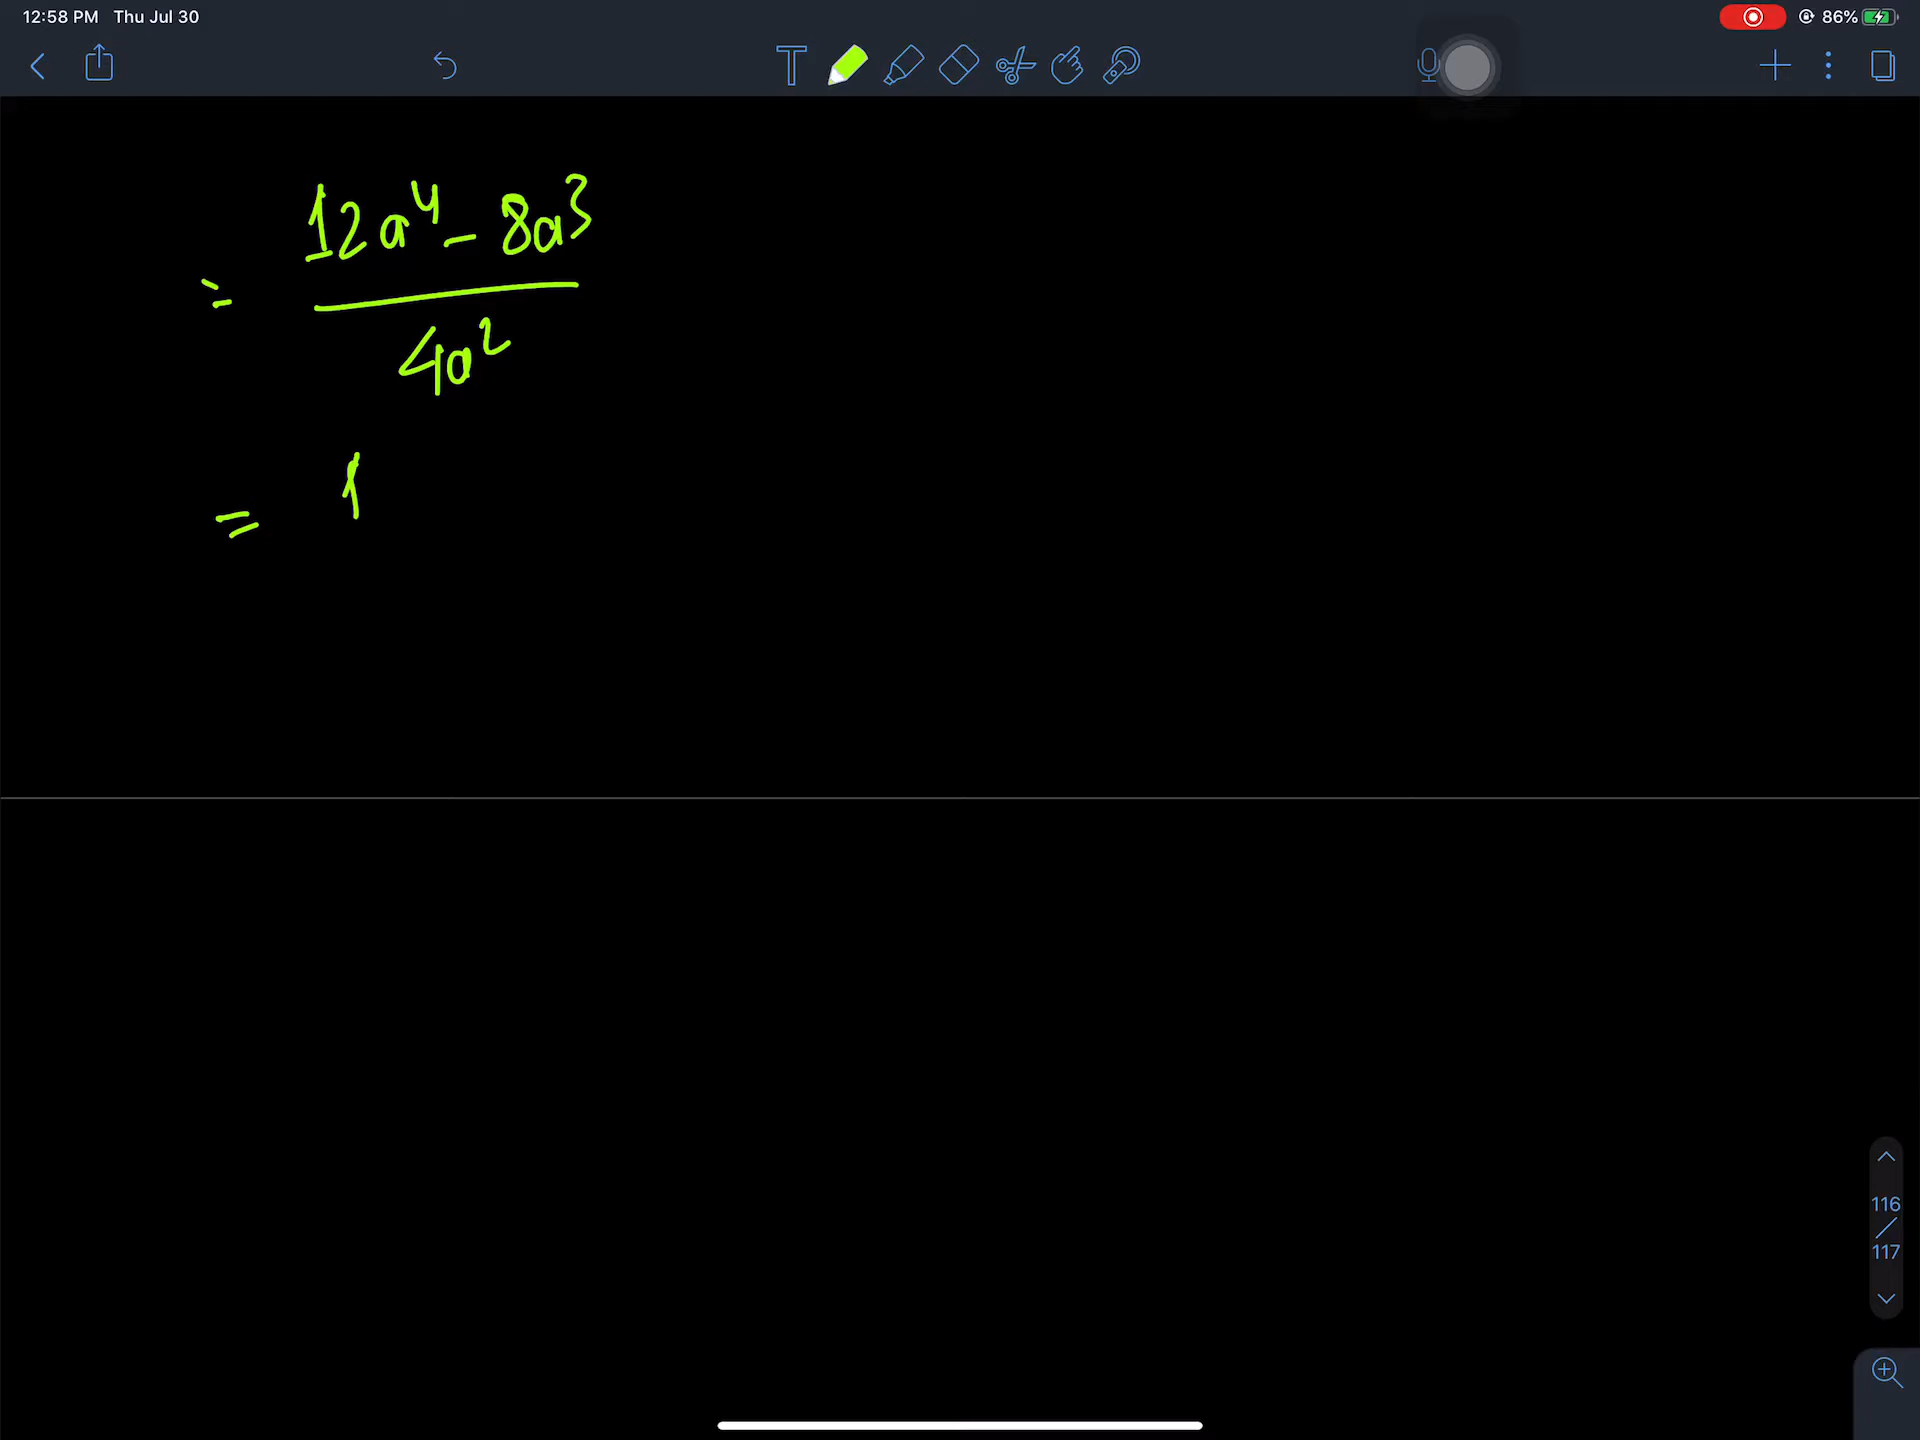 12:58 PM Thu Jul 30
86%
T
= 12a⁴ - 8a³
4a²
= 1
116
117